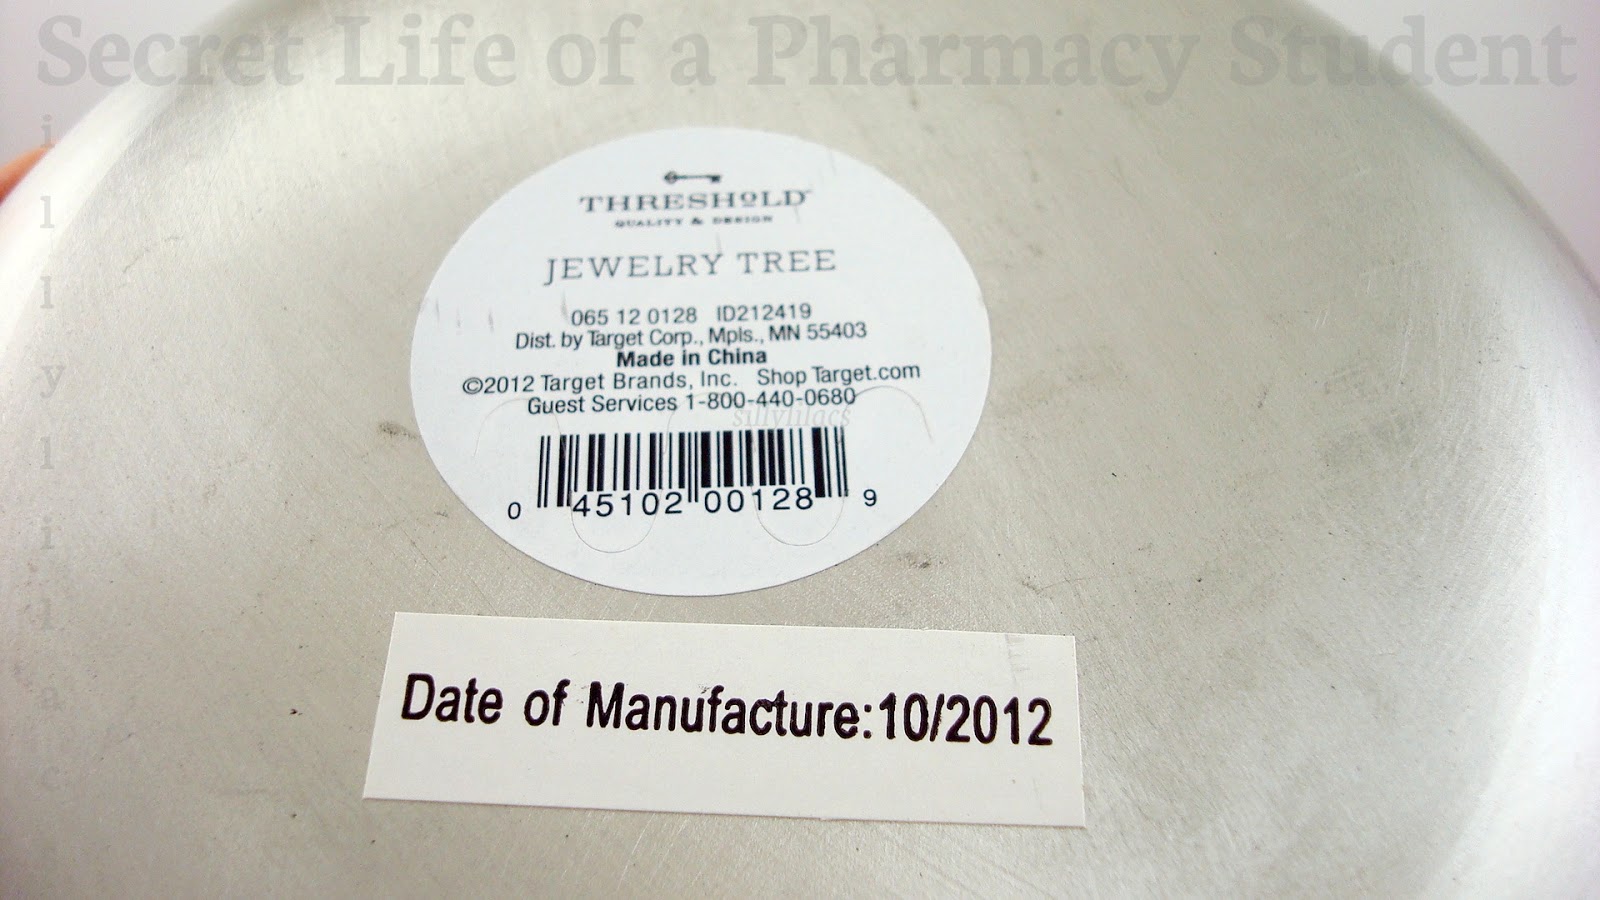 Secret Life of a Pharmacy Student
sillylilacs
THRESHOLD
QUALITY & DESIGN
JEWELRY TREE
065 12 0128 ID212419
Dist. by Target Corp., Mpls., MN 55403
Made in China
©2012 Target Brands, Inc. Shop Target.com
Guest Services 1-800-440-0680
sillylilacs
0 45102 00128 9
Date of Manufacture:10/2012